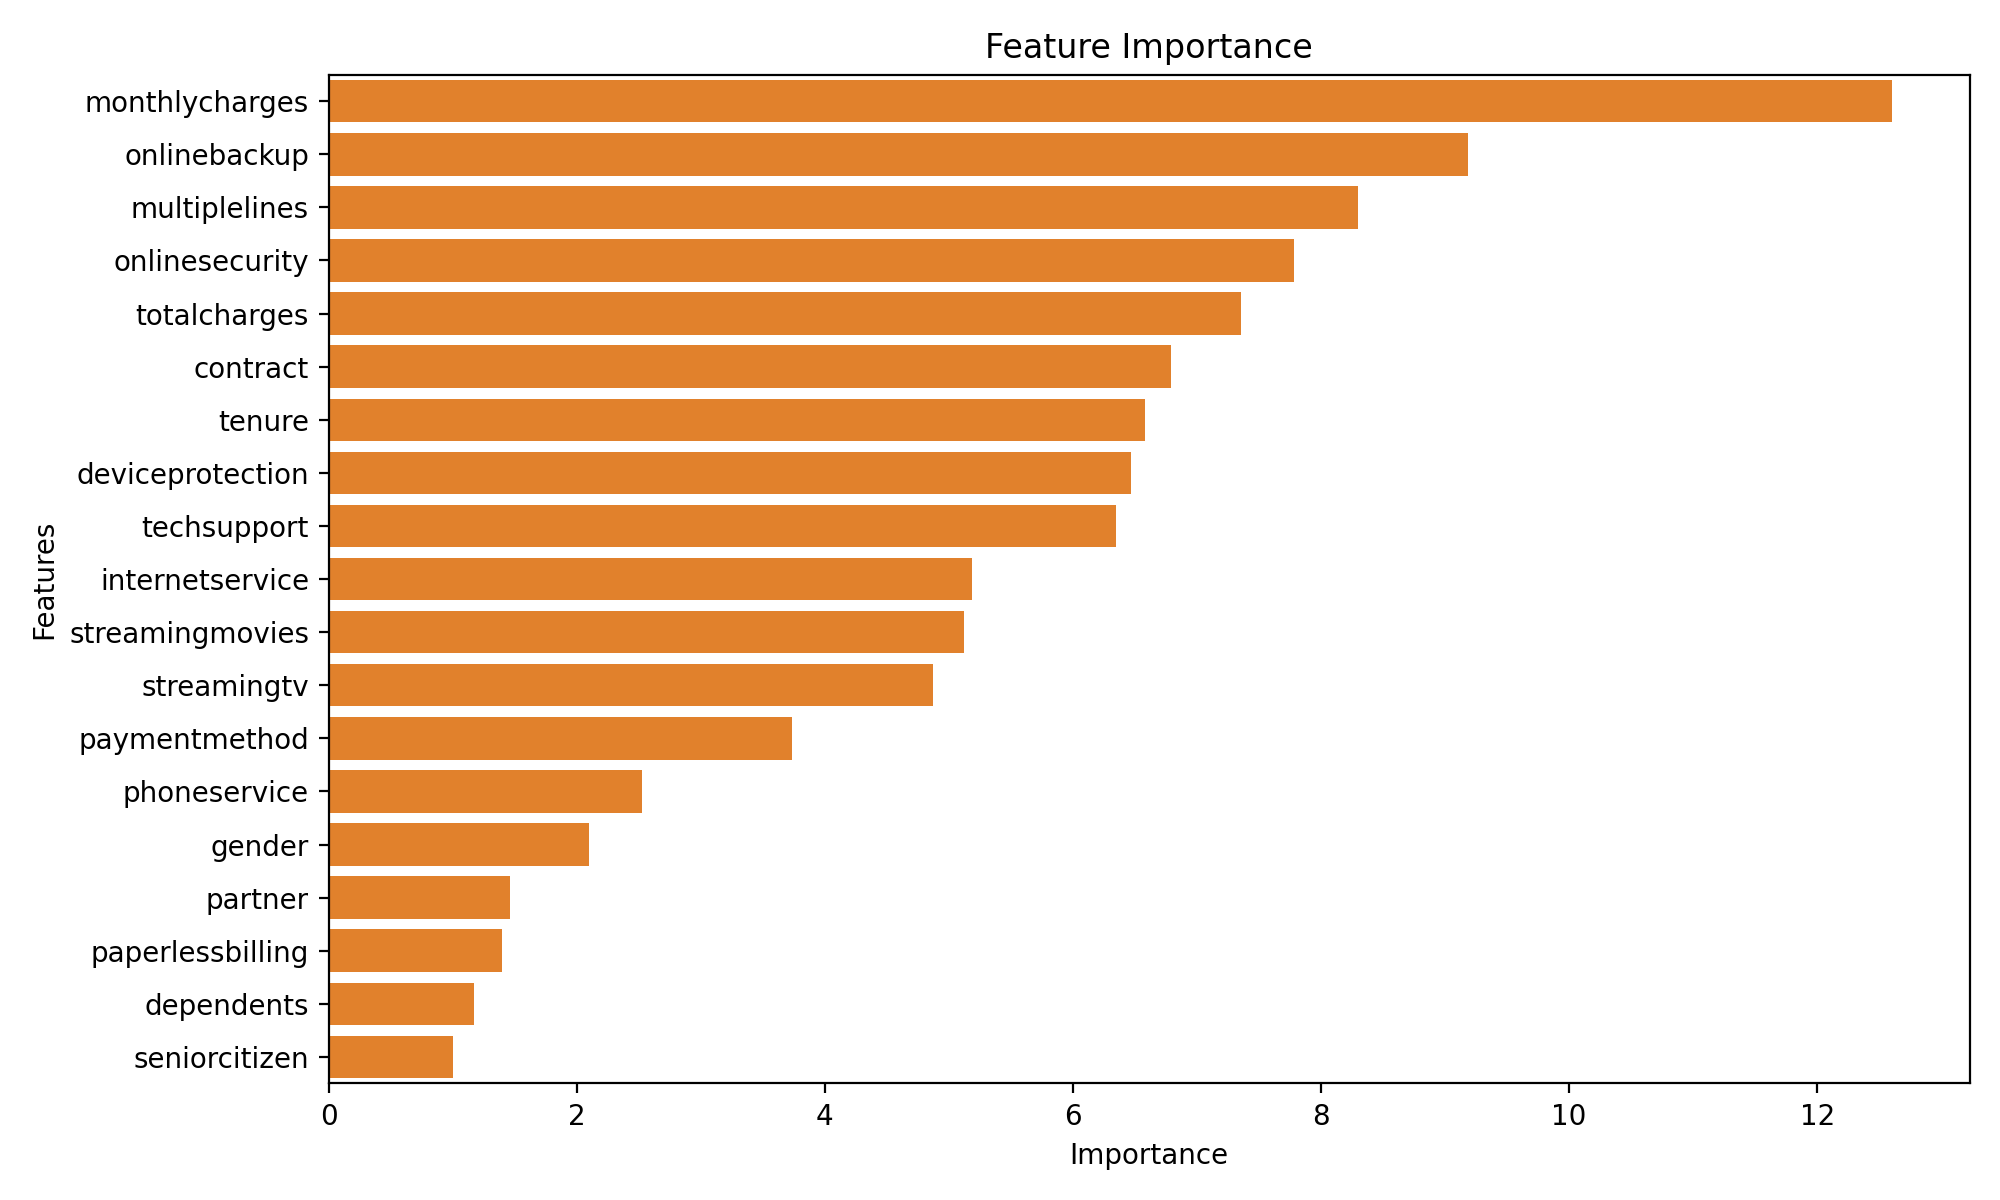 Feature Importance
monthlycharges
onlinebackup
multiplelines
onlinesecurity
totalcharges
contract
tenure
deviceprotection
techsupport
internetservice
streamingmovies
streamingtv
paymentmethod
phoneservice
gender
partner
paperlessbilling
dependents
seniorcitizen
Features
0 2 4 6 8 10 12
Importance